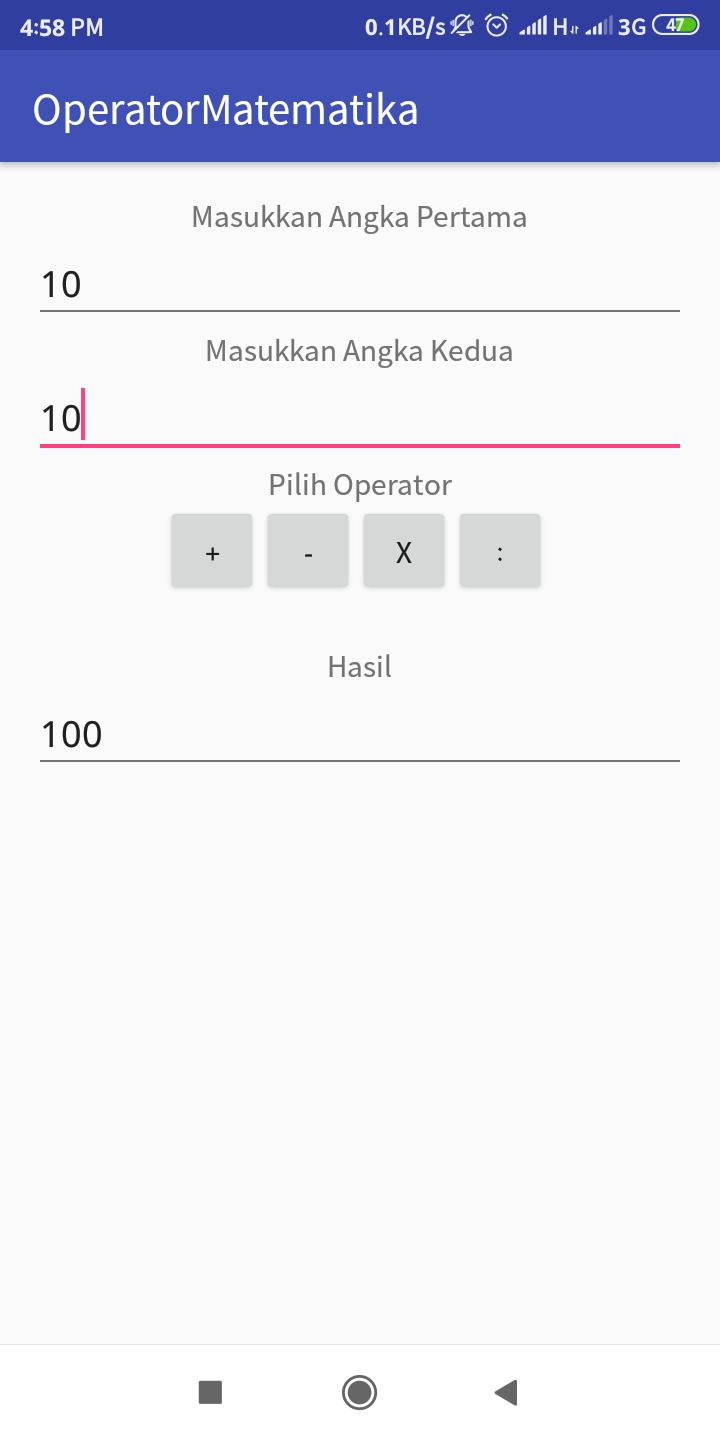 4:58 PM 0.1KB/s H 3G 47
OperatorMatematika
Masukkan Angka Pertama
10
Masukkan Angka Kedua
10
Pilih Operator
+ - X :
Hasil
100